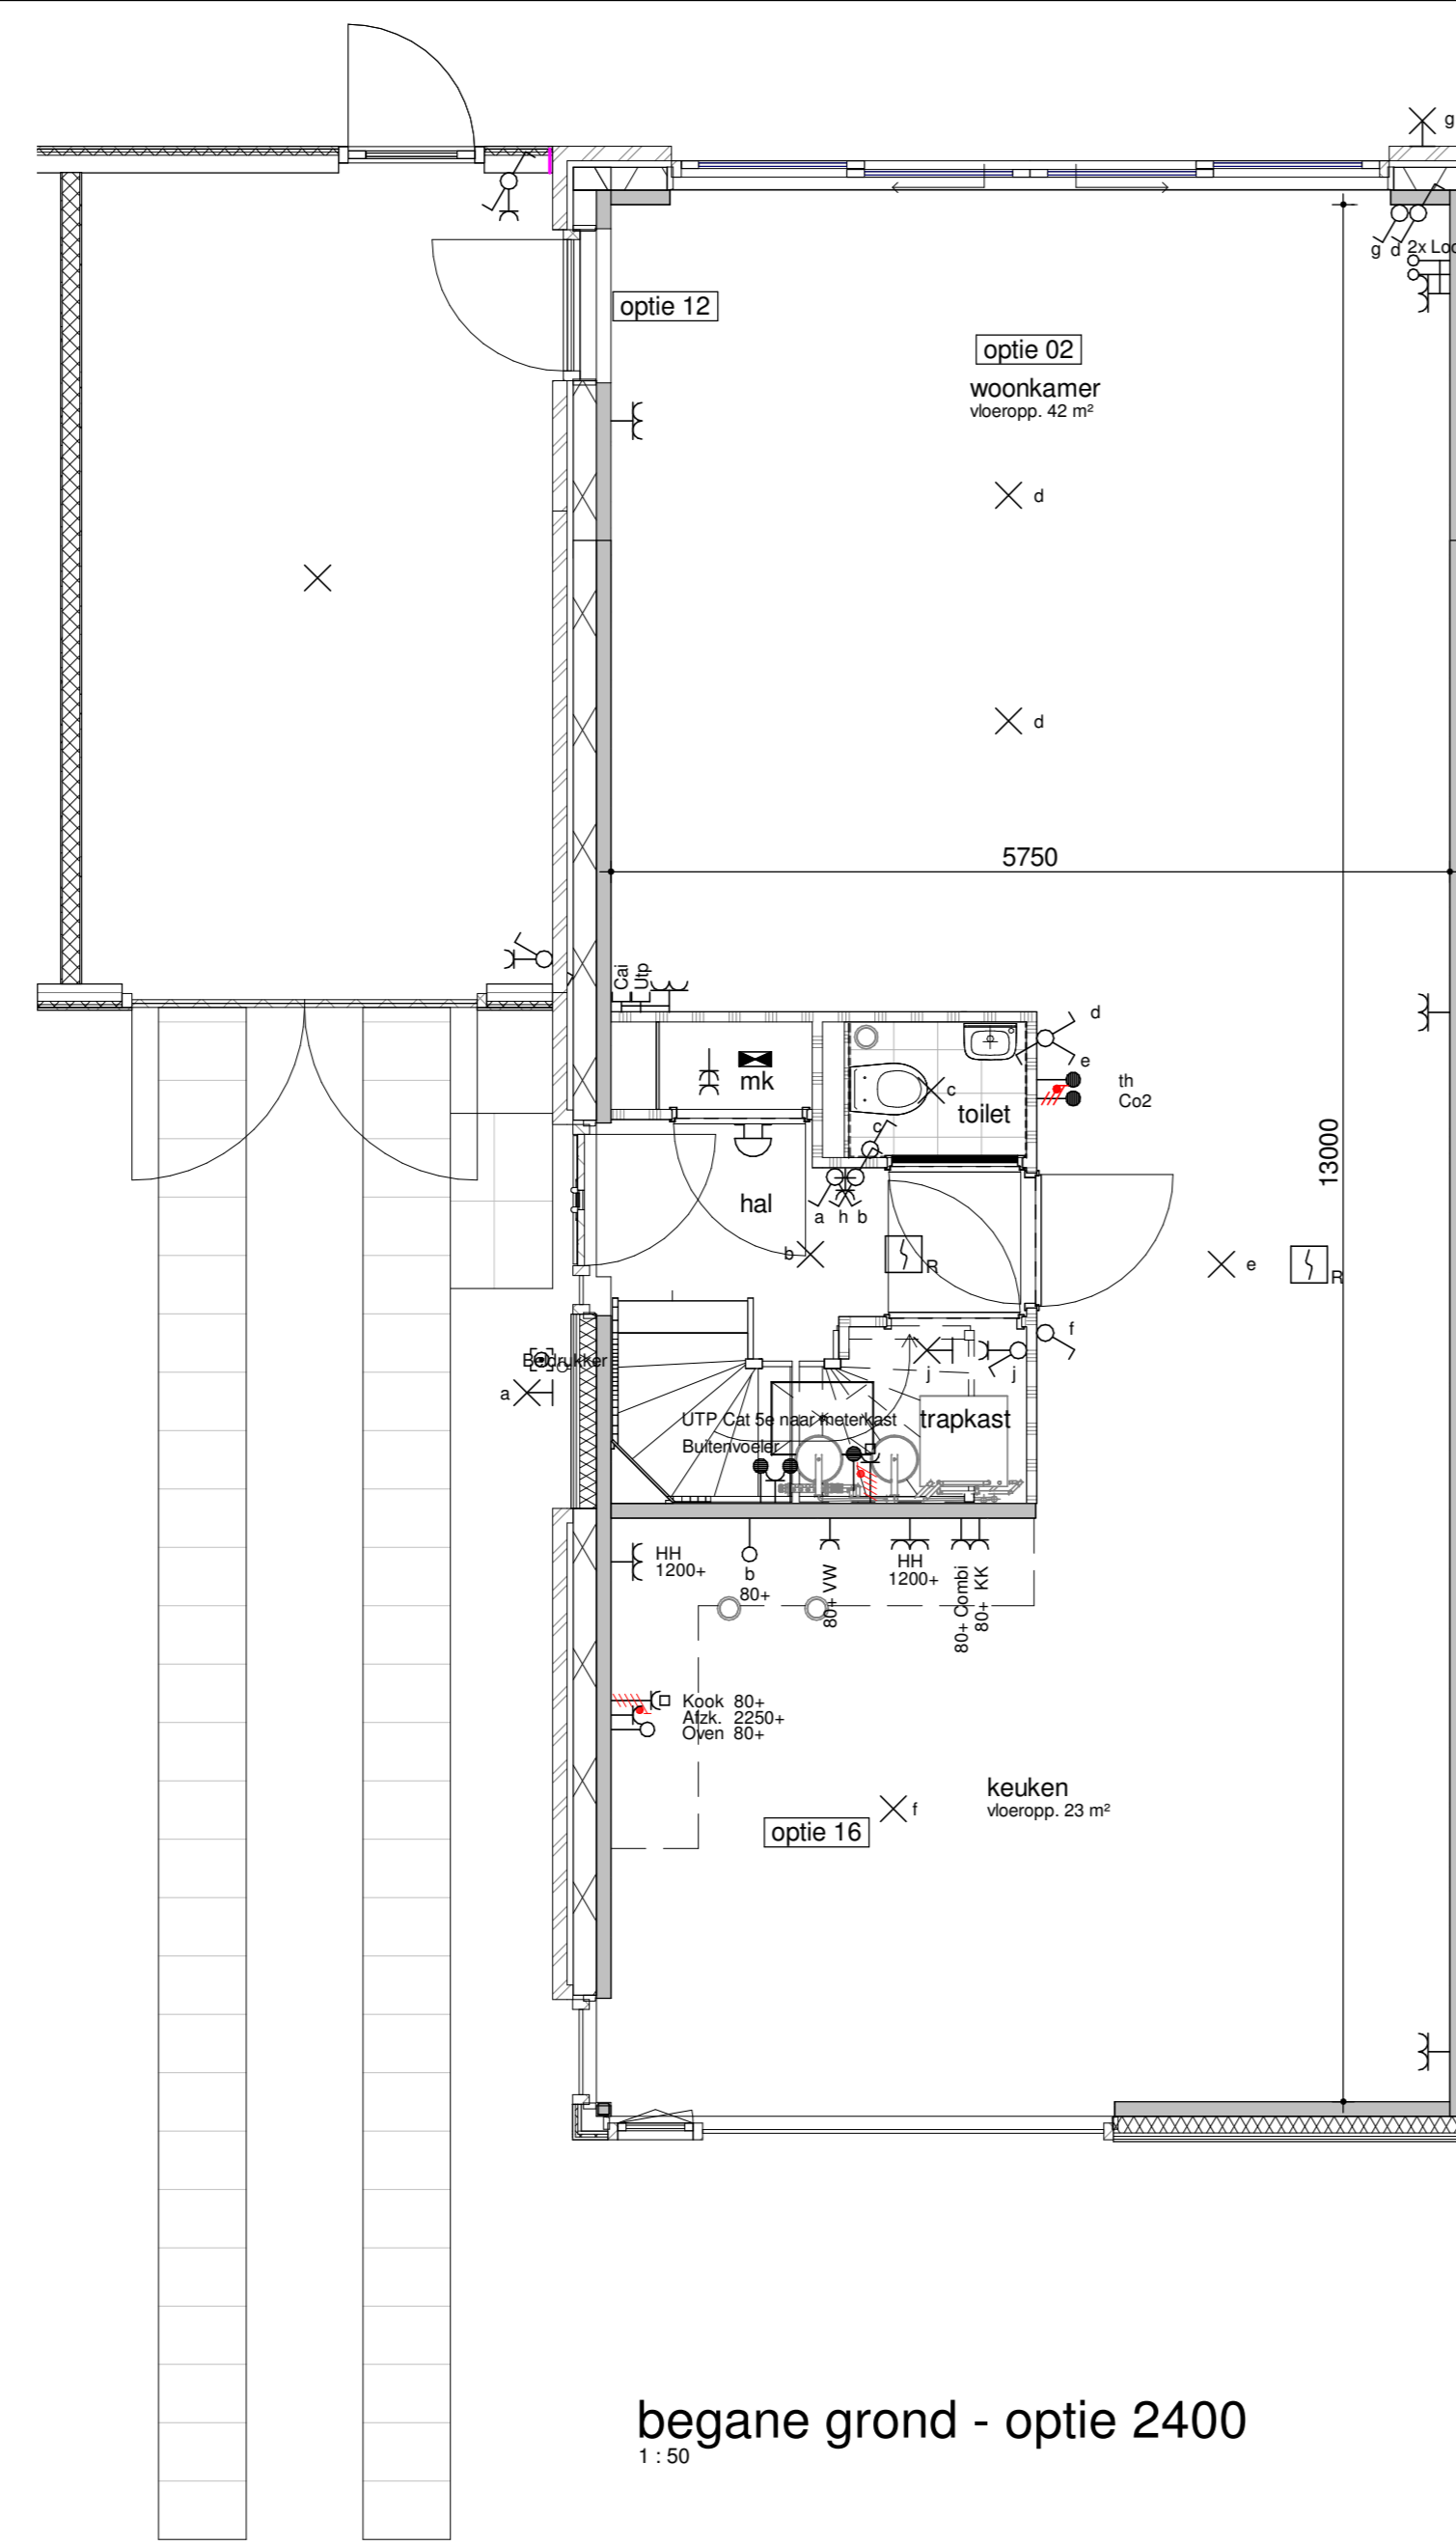 g
g d 2x Loo
optie 12
optie 02
woonkamer
vloeropp. 42 m²
d
d
5750
Cai
Utp
d
e
mk
c
toilet
th
Co2
c
13000
hal
a h b
b
R
e
R
f
Beldrukker
j
j
a
UTP Cat 5e naar meterkast
trapkast
Buitenvoeler
HH
1200+
b
80+
80+ VW
HH
1200+
80+ Combi
80+ KK
Kook 80+
Afzk. 2250+
Oven 80+
keuken
vloeropp. 23 m²
f
optie 16
begane grond - optie 2400
1 : 50